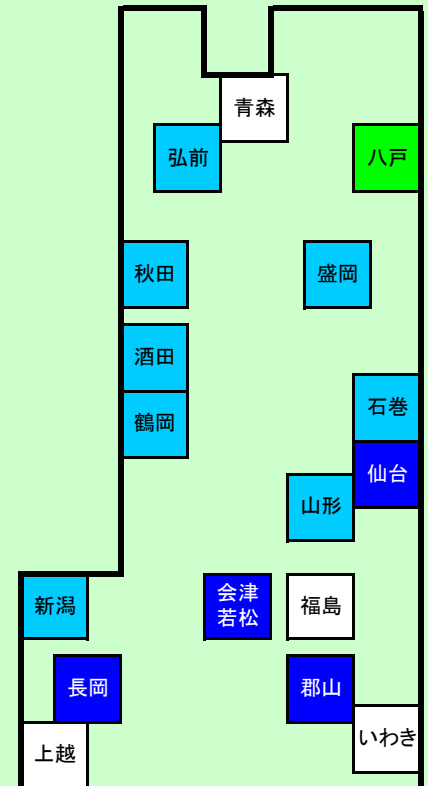 青森
弘前
八戸
秋田
盛岡
酒田
石巻
鶴岡
仙台
山形
新潟
会津
若松
福島
長岡
郡山
いわき
上越